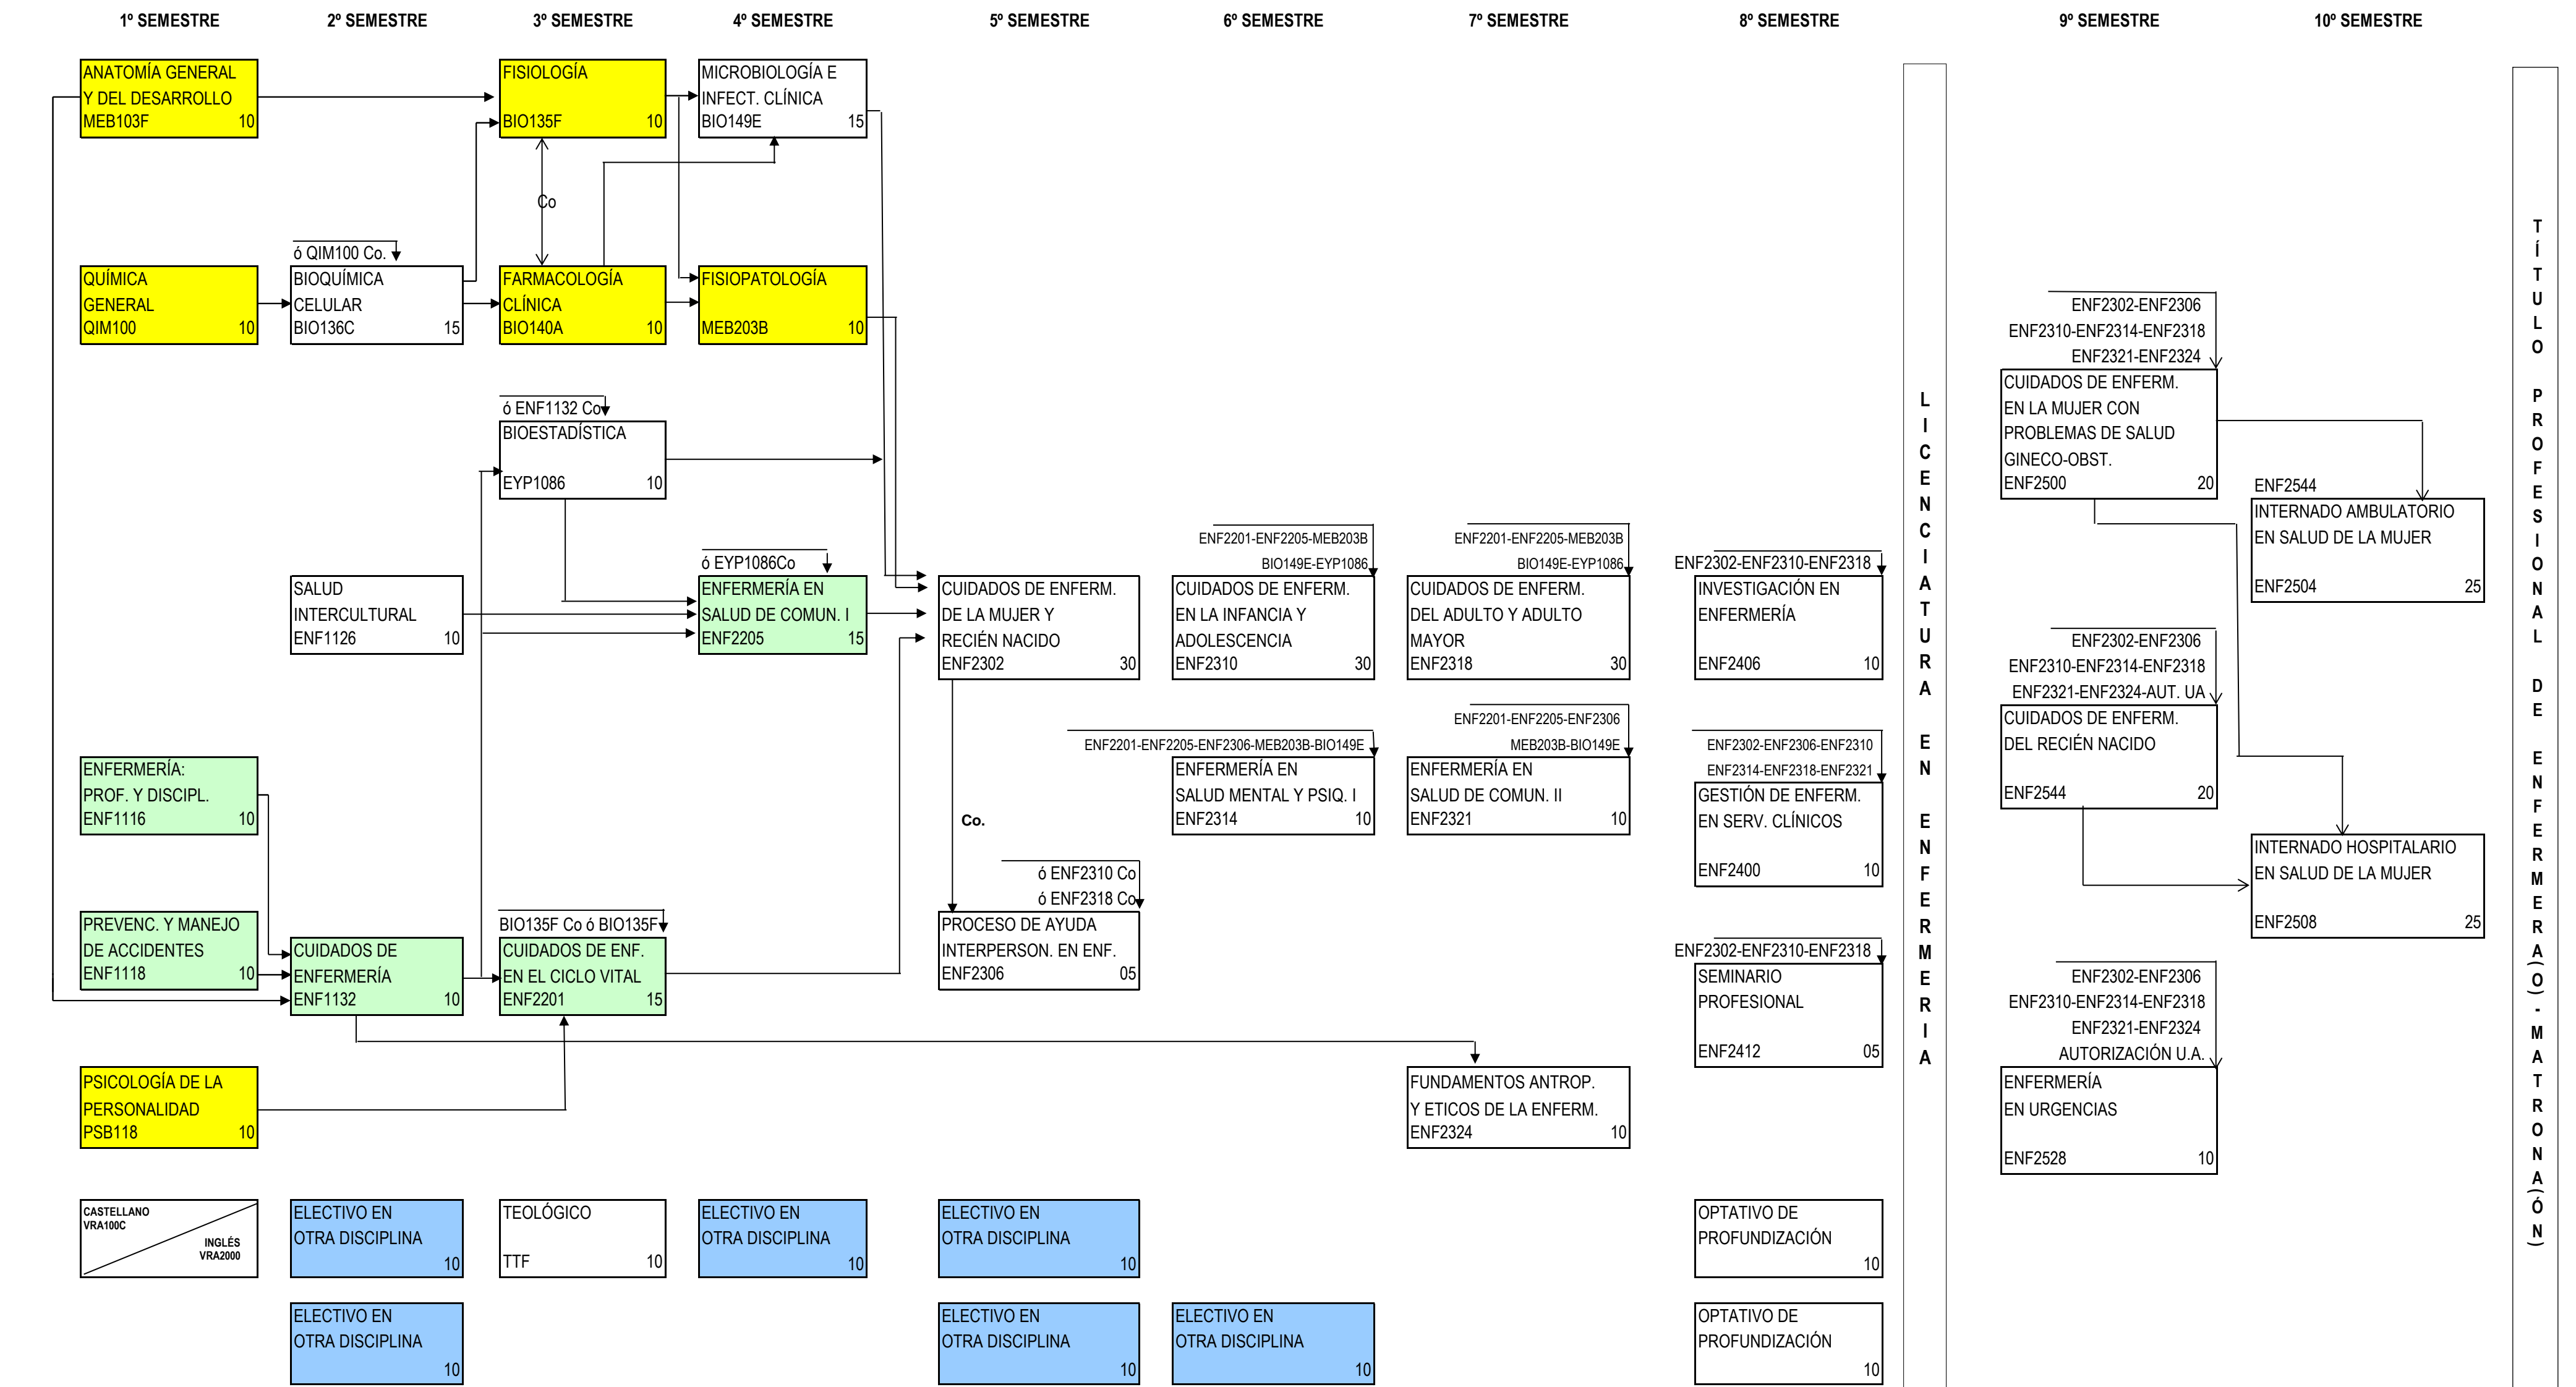 1º SEMESTRE
2º SEMESTRE
3º SEMESTRE
4º SEMESTRE
5º SEMESTRE
6º SEMESTRE
7º SEMESTRE
8º SEMESTRE
9º SEMESTRE
10º SEMESTRE
ANATOMÍA GENERAL
Y DEL DESARROLLO
MEB103F 10
QUÍMICA
GENERAL
QIM100 10
ENFERMERÍA:
PROF. Y DISCIPL.
ENF1116 10
PREVENC. Y MANEJO
DE ACCIDENTES
ENF1118 10
PSICOLOGÍA DE LA
PERSONALIDAD
PSB118 10
CASTELLANO
VRA100C
INGLÉS
VRA2000
ó QIM100 Co.
BIOQUÍMICA
CELULAR
BIO136C 15
SALUD
INTERCULTURAL
ENF1126 10
CUIDADOS DE
ENFERMERÍA
ENF1132 10
ELECTIVO EN
OTRA DISCIPLINA
10
ELECTIVO EN
OTRA DISCIPLINA
10
FISIOLOGÍA
BIO135F 10
Co
FARMACOLOGÍA
CLÍNICA
BIO140A 10
ó ENF1132 Co
BIOESTADÍSTICA
EYP1086 10
BIO135F Co ó BIO135F
CUIDADOS DE ENF.
EN EL CICLO VITAL
ENF2201 15
TEOLÓGICO
TTF 10
MICROBIOLOGÍA E
INFECT. CLÍNICA
BIO149E 15
FISIOPATOLOGÍA
MEB203B 10
ó EYP1086Co
ENFERMERÍA EN
SALUD DE COMUN. I
ENF2205 15
ELECTIVO EN
OTRA DISCIPLINA
10
CUIDADOS DE ENFERM.
DE LA MUJER Y
RECIÉN NACIDO
ENF2302 30
Co.
ó ENF2310 Co
ó ENF2318 Co
PROCESO DE AYUDA
INTERPERSON. EN ENF.
ENF2306 05
ELECTIVO EN
OTRA DISCIPLINA
10
ELECTIVO EN
OTRA DISCIPLINA
10
ENF2201-ENF2205-MEB203B
BIO149E-EYP1086
CUIDADOS DE ENFERM.
EN LA INFANCIA Y
ADOLESCENCIA
ENF2310 30
ENF2201-ENF2205-ENF2306-MEB203B-BIO149E
ENFERMERÍA EN
SALUD MENTAL Y PSIQ. I
ENF2314 10
ELECTIVO EN
OTRA DISCIPLINA
10
ENF2201-ENF2205-MEB203B
BIO149E-EYP1086
CUIDADOS DE ENFERM.
DEL ADULTO Y ADULTO
MAYOR
ENF2318 30
ENF2201-ENF2205-ENF2306
MEB203B-BIO149E
ENFERMERÍA EN
SALUD DE COMUN. II
ENF2321 10
FUNDAMENTOS ANTROP.
Y ETICOS DE LA ENFERM.
ENF2324 10
ENF2302-ENF2310-ENF2318
INVESTIGACIÓN EN
ENFERMERÍA
ENF2406 10
ENF2302-ENF2306-ENF2310
ENF2314-ENF2318-ENF2321
GESTIÓN DE ENFERM.
EN SERV. CLÍNICOS
ENF2400 10
ENF2302-ENF2310-ENF2318
SEMINARIO
PROFESIONAL
ENF2412 05
OPTATIVO DE
PROFUNDIZACIÓN
10
OPTATIVO DE
PROFUNDIZACIÓN
10
LICENCIATURA EN ENFERMERIA
ENF2302-ENF2306
ENF2310-ENF2314-ENF2318
ENF2321-ENF2324
CUIDADOS DE ENFERM.
EN LA MUJER CON
PROBLEMAS DE SALUD
GINECO-OBST.
ENF2500 20
ENF2302-ENF2306
ENF2310-ENF2314-ENF2318
ENF2321-ENF2324-AUT. UA
CUIDADOS DE ENFERM.
DEL RECIÉN NACIDO
ENF2544 20
ENF2302-ENF2306
ENF2310-ENF2314-ENF2318
ENF2321-ENF2324
AUTORIZACIÓN U.A.
ENFERMERÍA
EN URGENCIAS
ENF2528 10
ENF2544
INTERNADO AMBULATORIO
EN SALUD DE LA MUJER
ENF2504 25
INTERNADO HOSPITALARIO
EN SALUD DE LA MUJER
ENF2508 25
TÍTULO PROFESIONAL DE ENFERMERA(O)-MATRONA(ÓN)